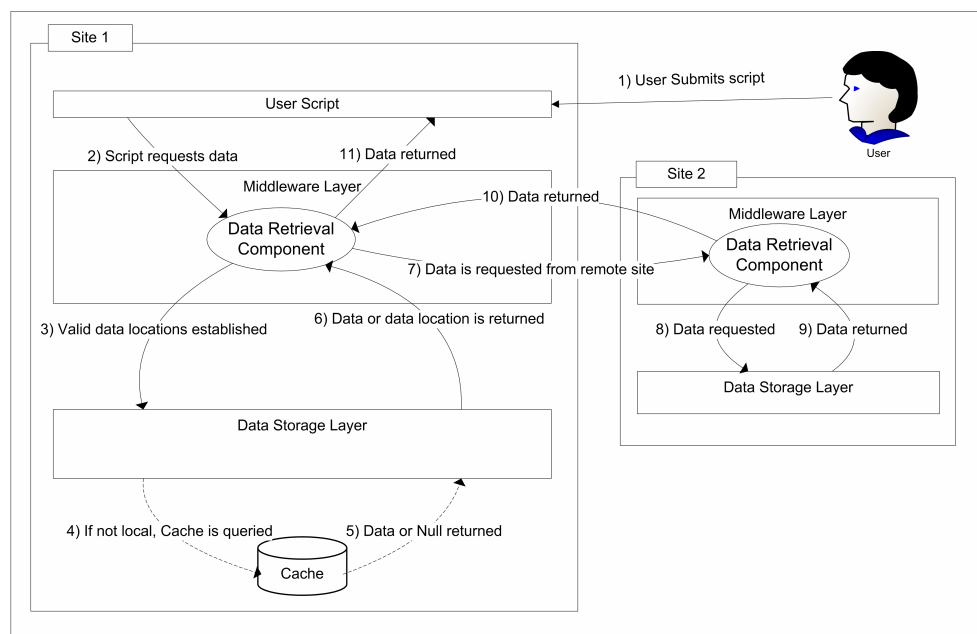 Site 1
User Script
1) User Submits script
User
2) Script requests data
11) Data returned
Site 2
Middleware Layer
10) Data returned
Middleware Layer
Data Retrieval
Component
Data Retrieval
Component
7) Data is requested from remote site
3) Valid data locations established
6) Data or data location is returned
8) Data requested
9) Data returned
Data Storage Layer
Data Storage Layer
4) If not local, Cache is queried
5) Data or Null returned
Cache